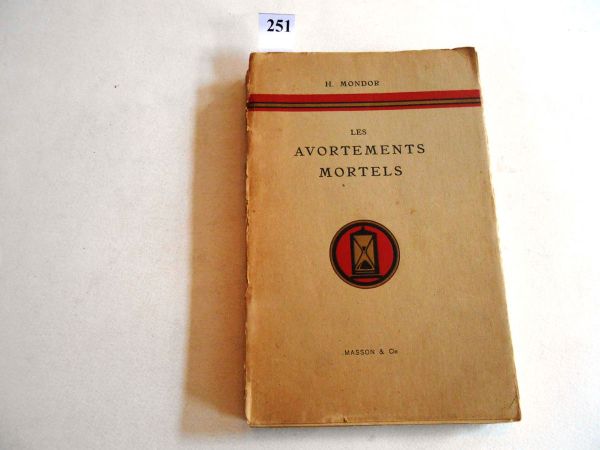 251
H. MONDOR
LES
AVORTEMENTS
MORTELS
MASSON & Cie